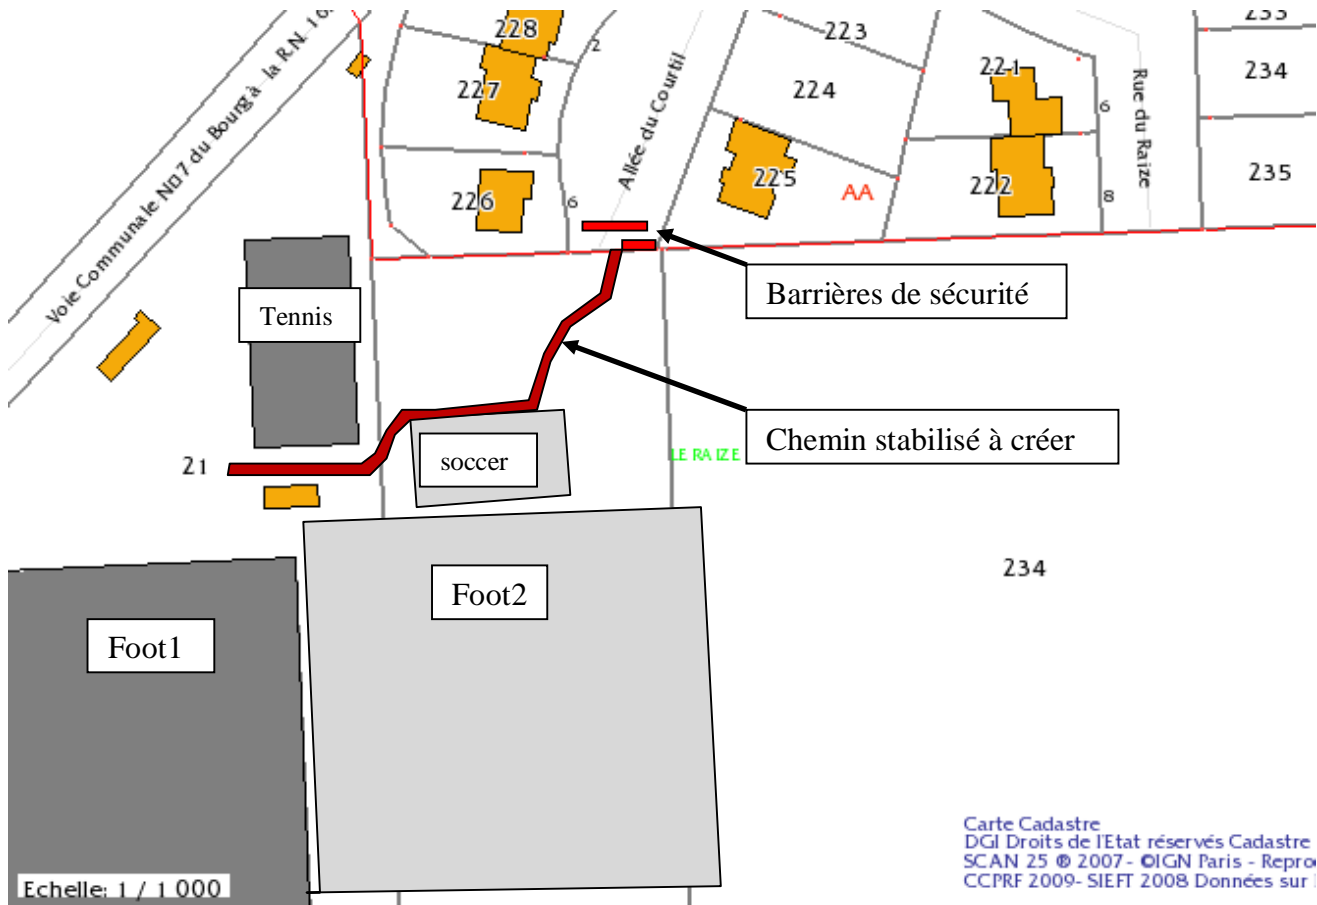 233
228
2
223
221
234
227
224
6
Voie Communale N07 du Bourg à la R.N. 16
Allée du Courtil
Rue du Raize
226
6
225
AA
222
8
235
Tennis
Barrières de sécurité
Chemin stabilisé à créer
21
soccer
LE RAIZE
234
Foot2
Foot1
Carte Cadastre
DGI Droits de l'Etat réservés Cadastre
SCAN 25 ® 2007 - ©IGN Paris - Repro
CCPRF 2009- SIEFT 2008 Données sur
Echelle: 1 / 1 000